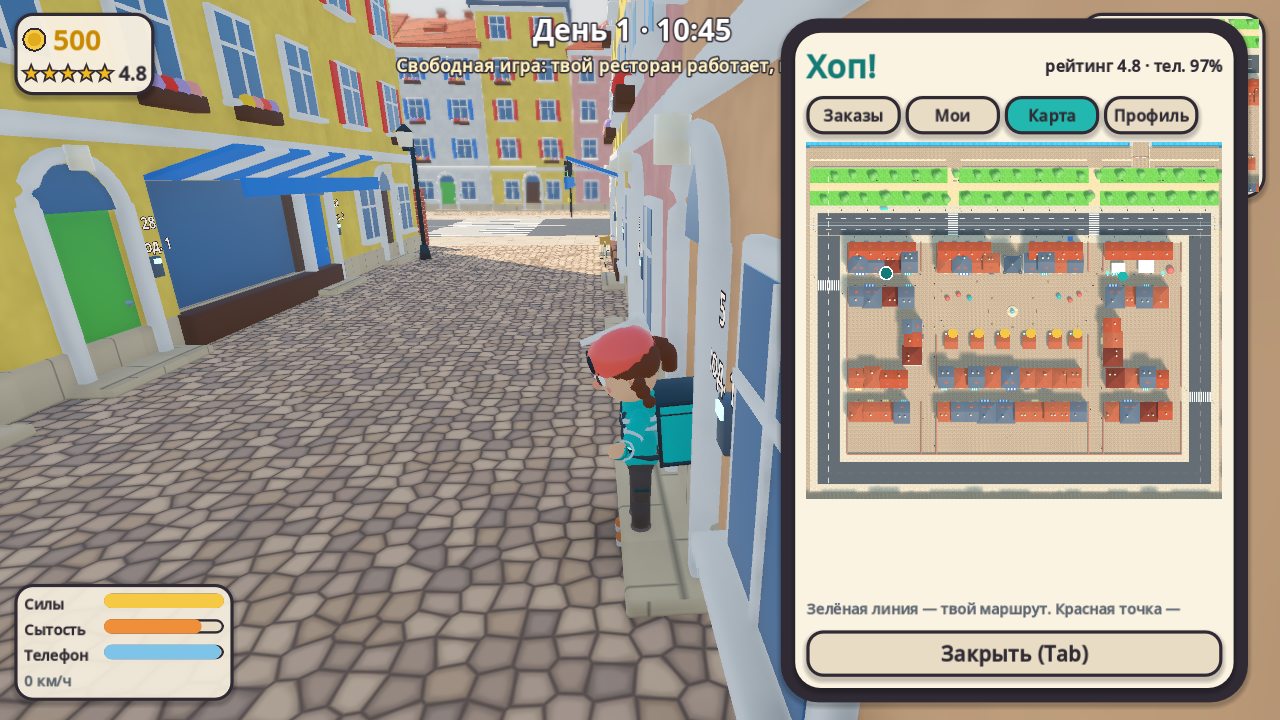 500
4.8
День 1 · 10:45
Свободная игра: твой ресторан работает,
Хоп!
рейтинг 4.8 · тел. 97%
Заказы
Мои
Карта
Профиль
28
Силы
Сытость
Телефон
0 км/ч
Зелёная линия — твой маршрут. Красная точка —
Закрыть (Tab)